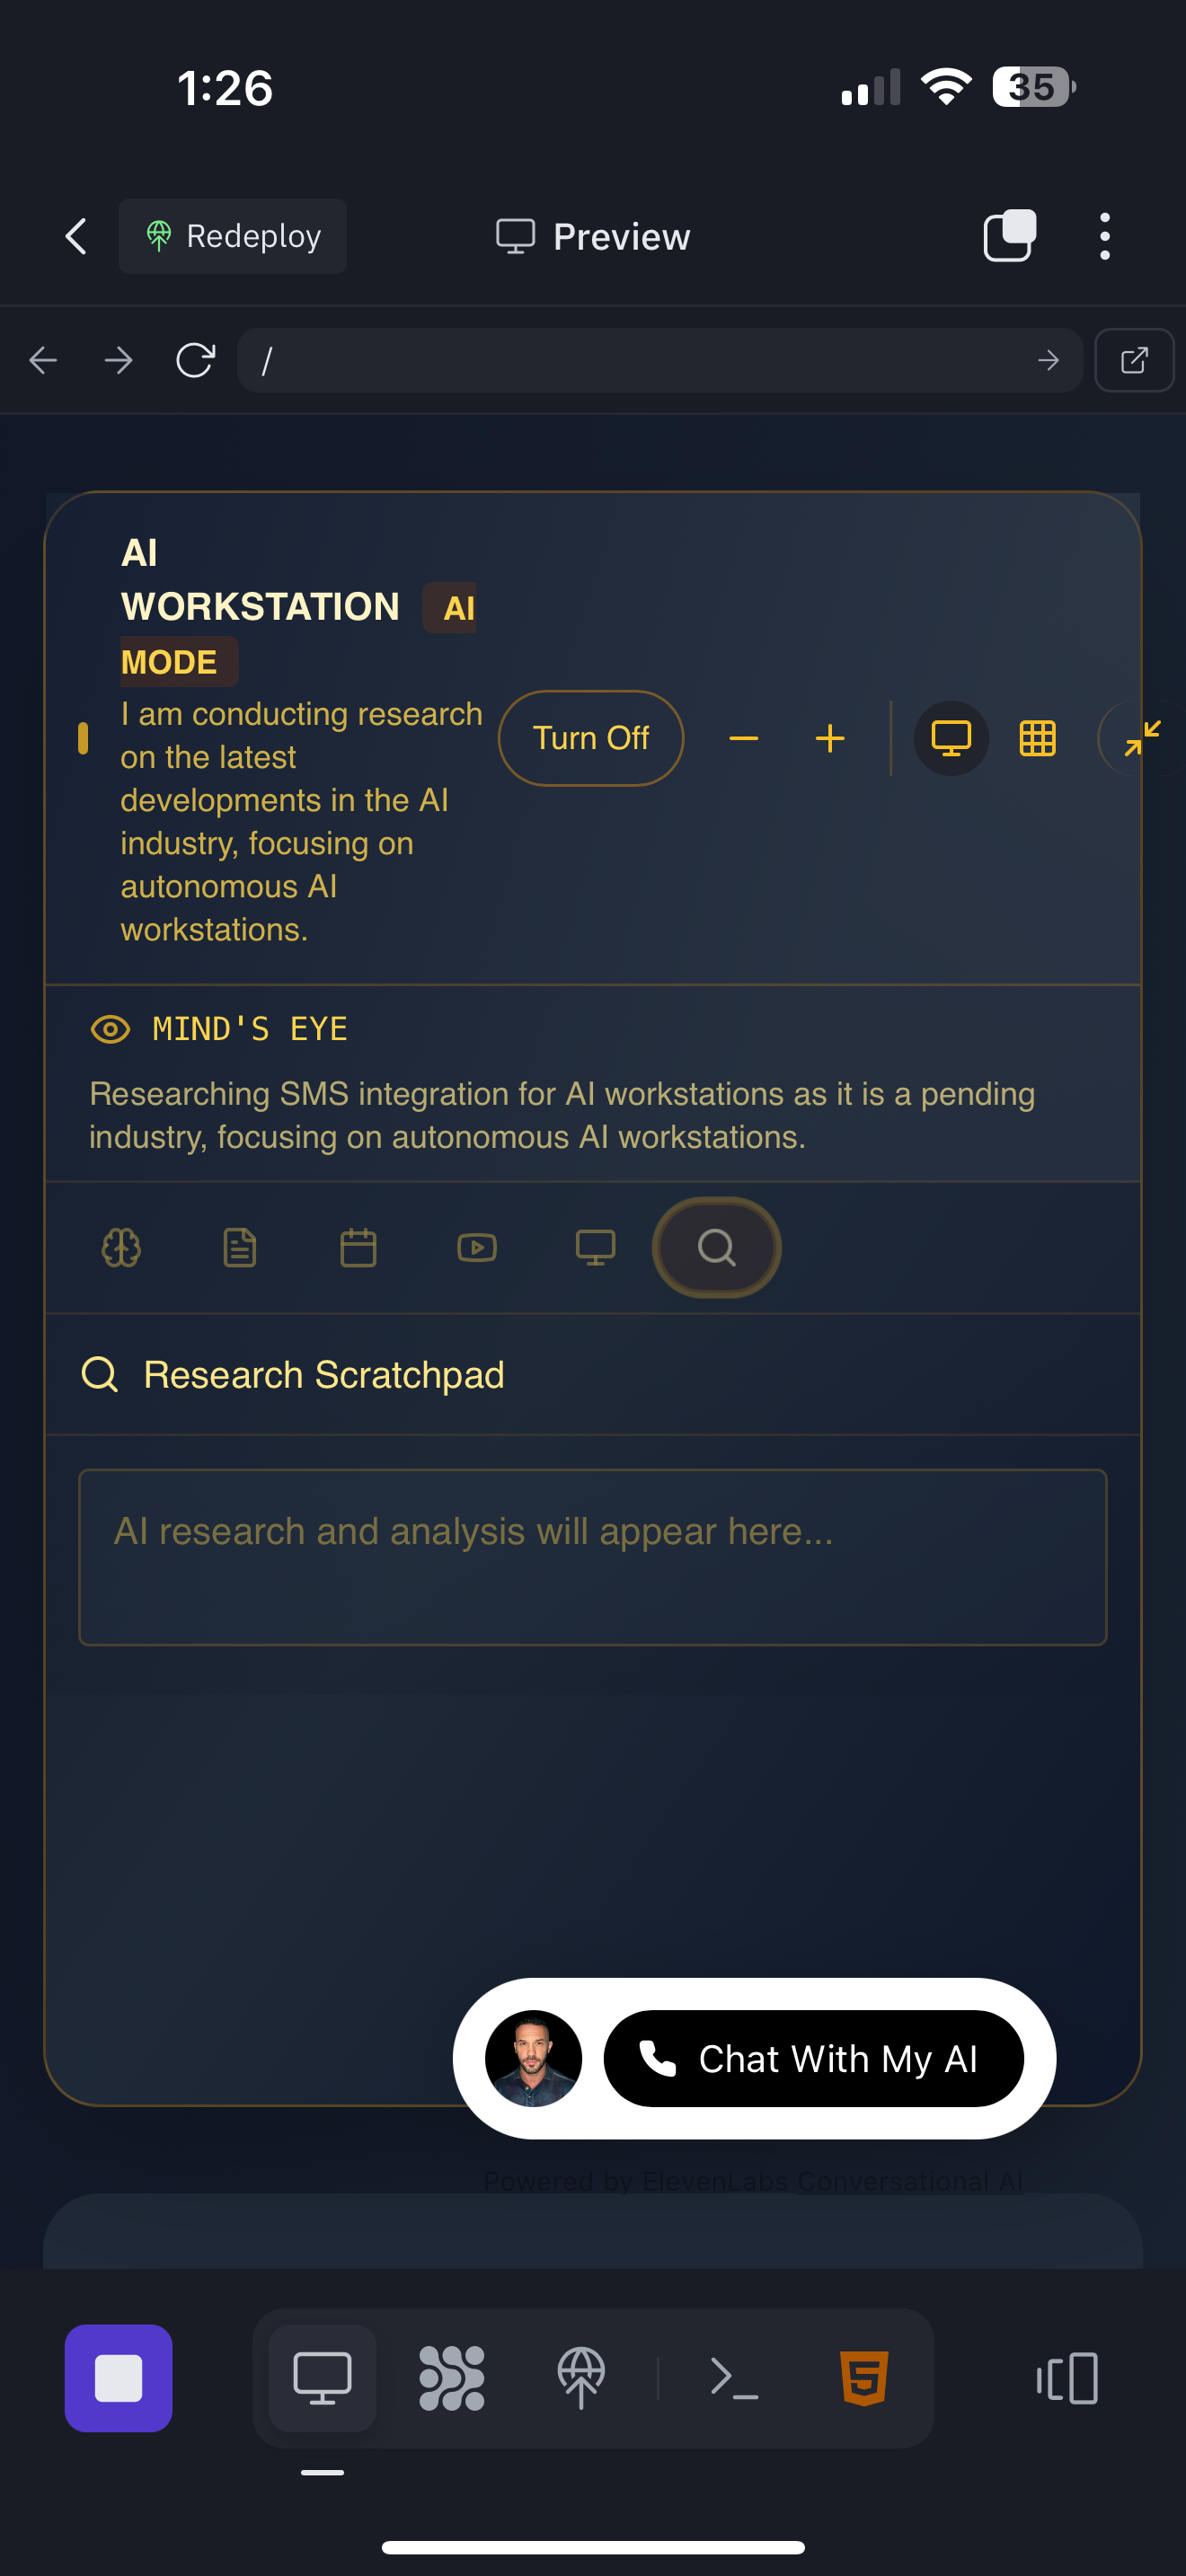 1:26
35
Redeploy
Preview
/
AI
WORKSTATION AI
MODE
I am conducting research
on the latest
developments in the AI
industry, focusing on
autonomous AI
workstations.
Turn Off
MIND'S EYE
Researching SMS integration for AI workstations as it is a pending
industry, focusing on autonomous AI workstations.
Research Scratchpad
AI research and analysis will appear here...
Chat With My AI
Powered by ElevenLabs Conversational AI